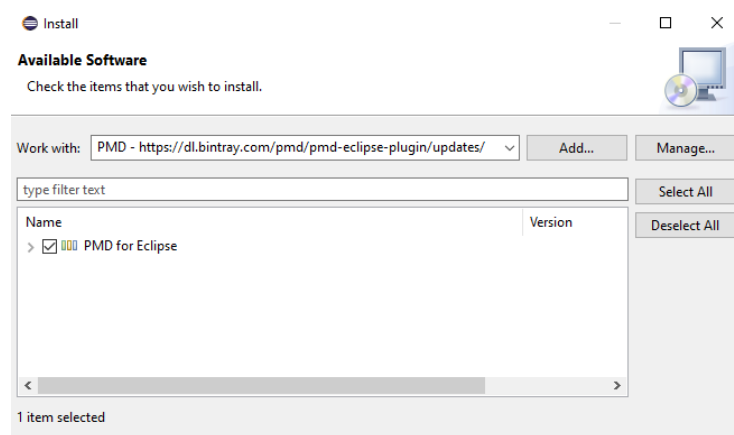 Install
Available Software
Check the items that you wish to install.
Work with: PMD - https://dl.bintray.com/pmd/pmd-eclipse-plugin/updates/ Add... Manage...
type filter text Select All
Name Version Deselect All
PMD for Eclipse
1 item selected